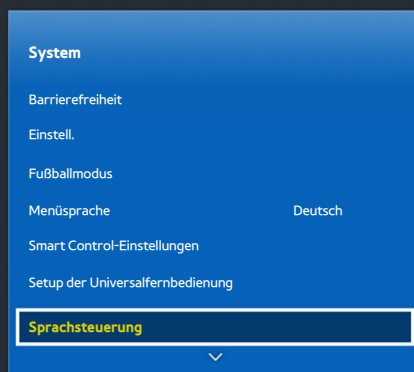 System
Barrierefreiheit
Einstell.
Fußballmodus
Menüsprache Deutsch
Smart Control-Einstellungen
Setup der Universalfernbedienung
Sprachsteuerung